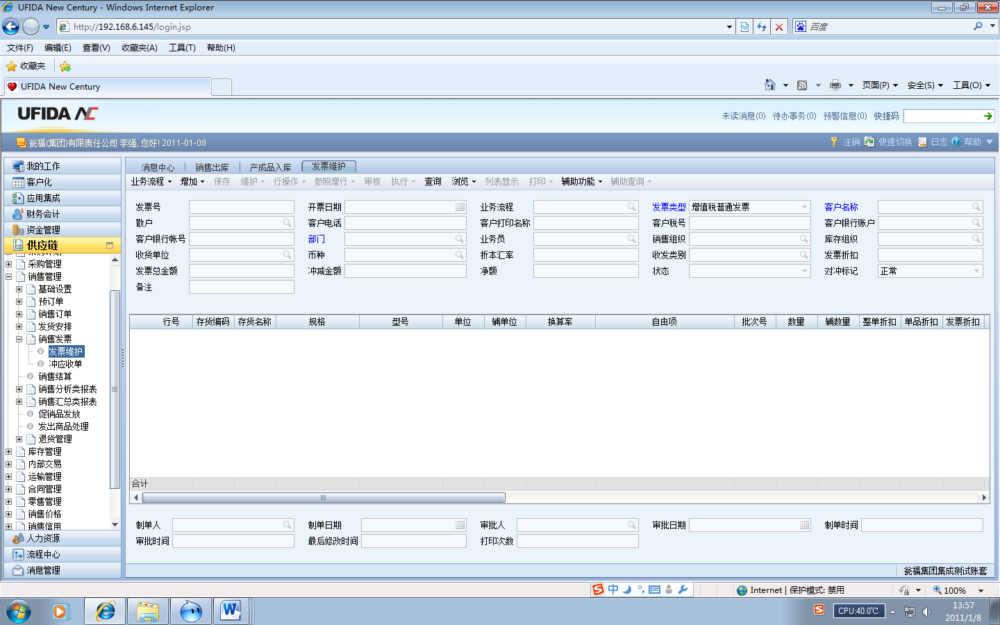 UFIDA New Century - Windows Internet Explorer
http://192.168.6.145/login.jsp
百度
文件(F) 编辑(E) 查看(V) 收藏夹(A) 工具(T) 帮助(H)
收藏夹
UFIDA New Century
页面(P) 安全(S) 工具(O)
UFIDA NC
未读消息(0) 待办事务(0) 预警信息(0) 快捷码
瓮福(集团)有限责任公司 李强, 您好! 2011-01-08
注销 快速切换 日志 帮助
我的工作
客户化
应用集成
财务会计
资金管理
供应链
采购计划
采购管理
销售管理
基础设置
预订单
销售订单
发货安排
销售发票
发票维护
冲应收单
销售结算
销售分析类报表
销售汇总类报表
促销品发放
发出商品处理
退货管理
库存管理
内部交易
运输管理
合同管理
零售管理
销售价格
销售信用
人力资源
流程中心
消息管理
消息中心 销售出库 产成品入库 发票维护
业务流程 增加 保存 维护 行操作 参照增行 审核 执行 查询 浏览 列表显示 打印 辅助功能 辅助查询
发票号 开票日期 业务流程 发票类型 增值税普通发票 客户名称
散户 客户电话 客户打印名称 客户税号 客户银行账户
客户银行帐号 部门 业务员 销售组织 库存组织
收货单位 币种 折本汇率 收发类别 发票折扣
发票总金额 冲减金额 净额 状态 对冲标记 正常
备注
行号 存货编码 存货名称 规格 型号 单位 辅单位 换算率 自由项 批次号 数量 辅数量 整单折扣 单品折扣 发票折扣
合计
制单人 制单日期 审批人 审批日期 制单时间
审批时间 最后修改时间 打印次数
瓮福集团集成测试账套
中
Internet | 保护模式: 禁用
100%
CPU:40.0℃
13:57
2011/1/8